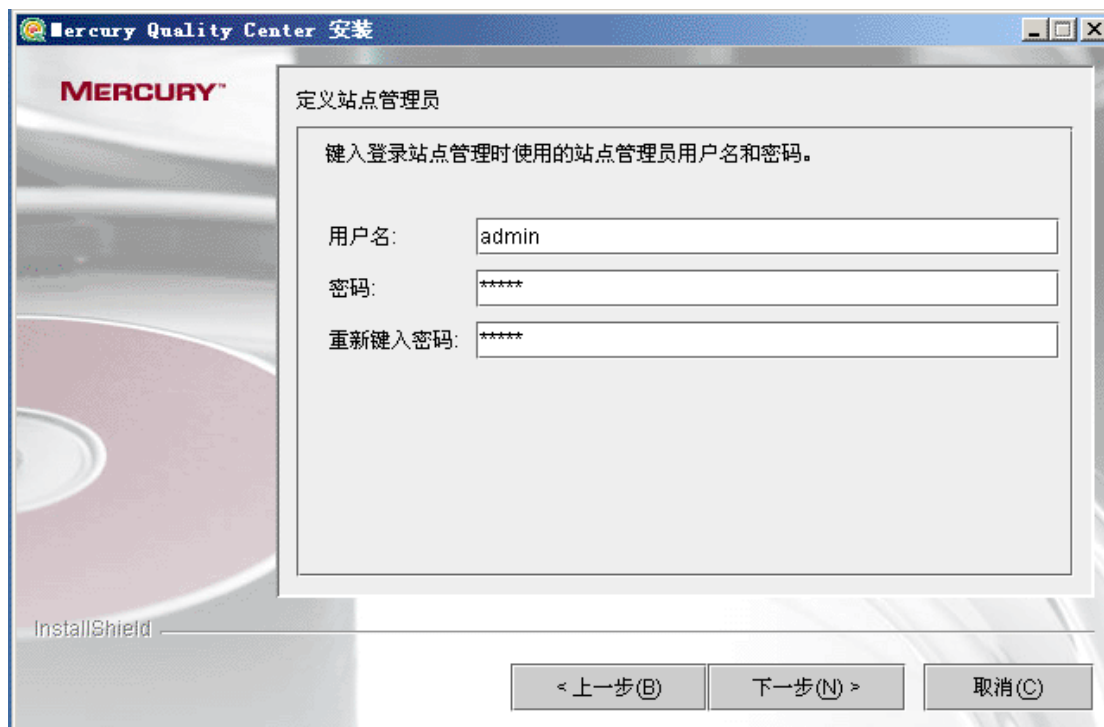 Mercury Quality Center 安装
MERCURY™
定义站点管理员
键入登录站点管理时使用的站点管理员用户名和密码。
用户名: admin
密码: *****
重新键入密码: *****
InstallShield
< 上一步(B) 下一步(N) > 取消(C)